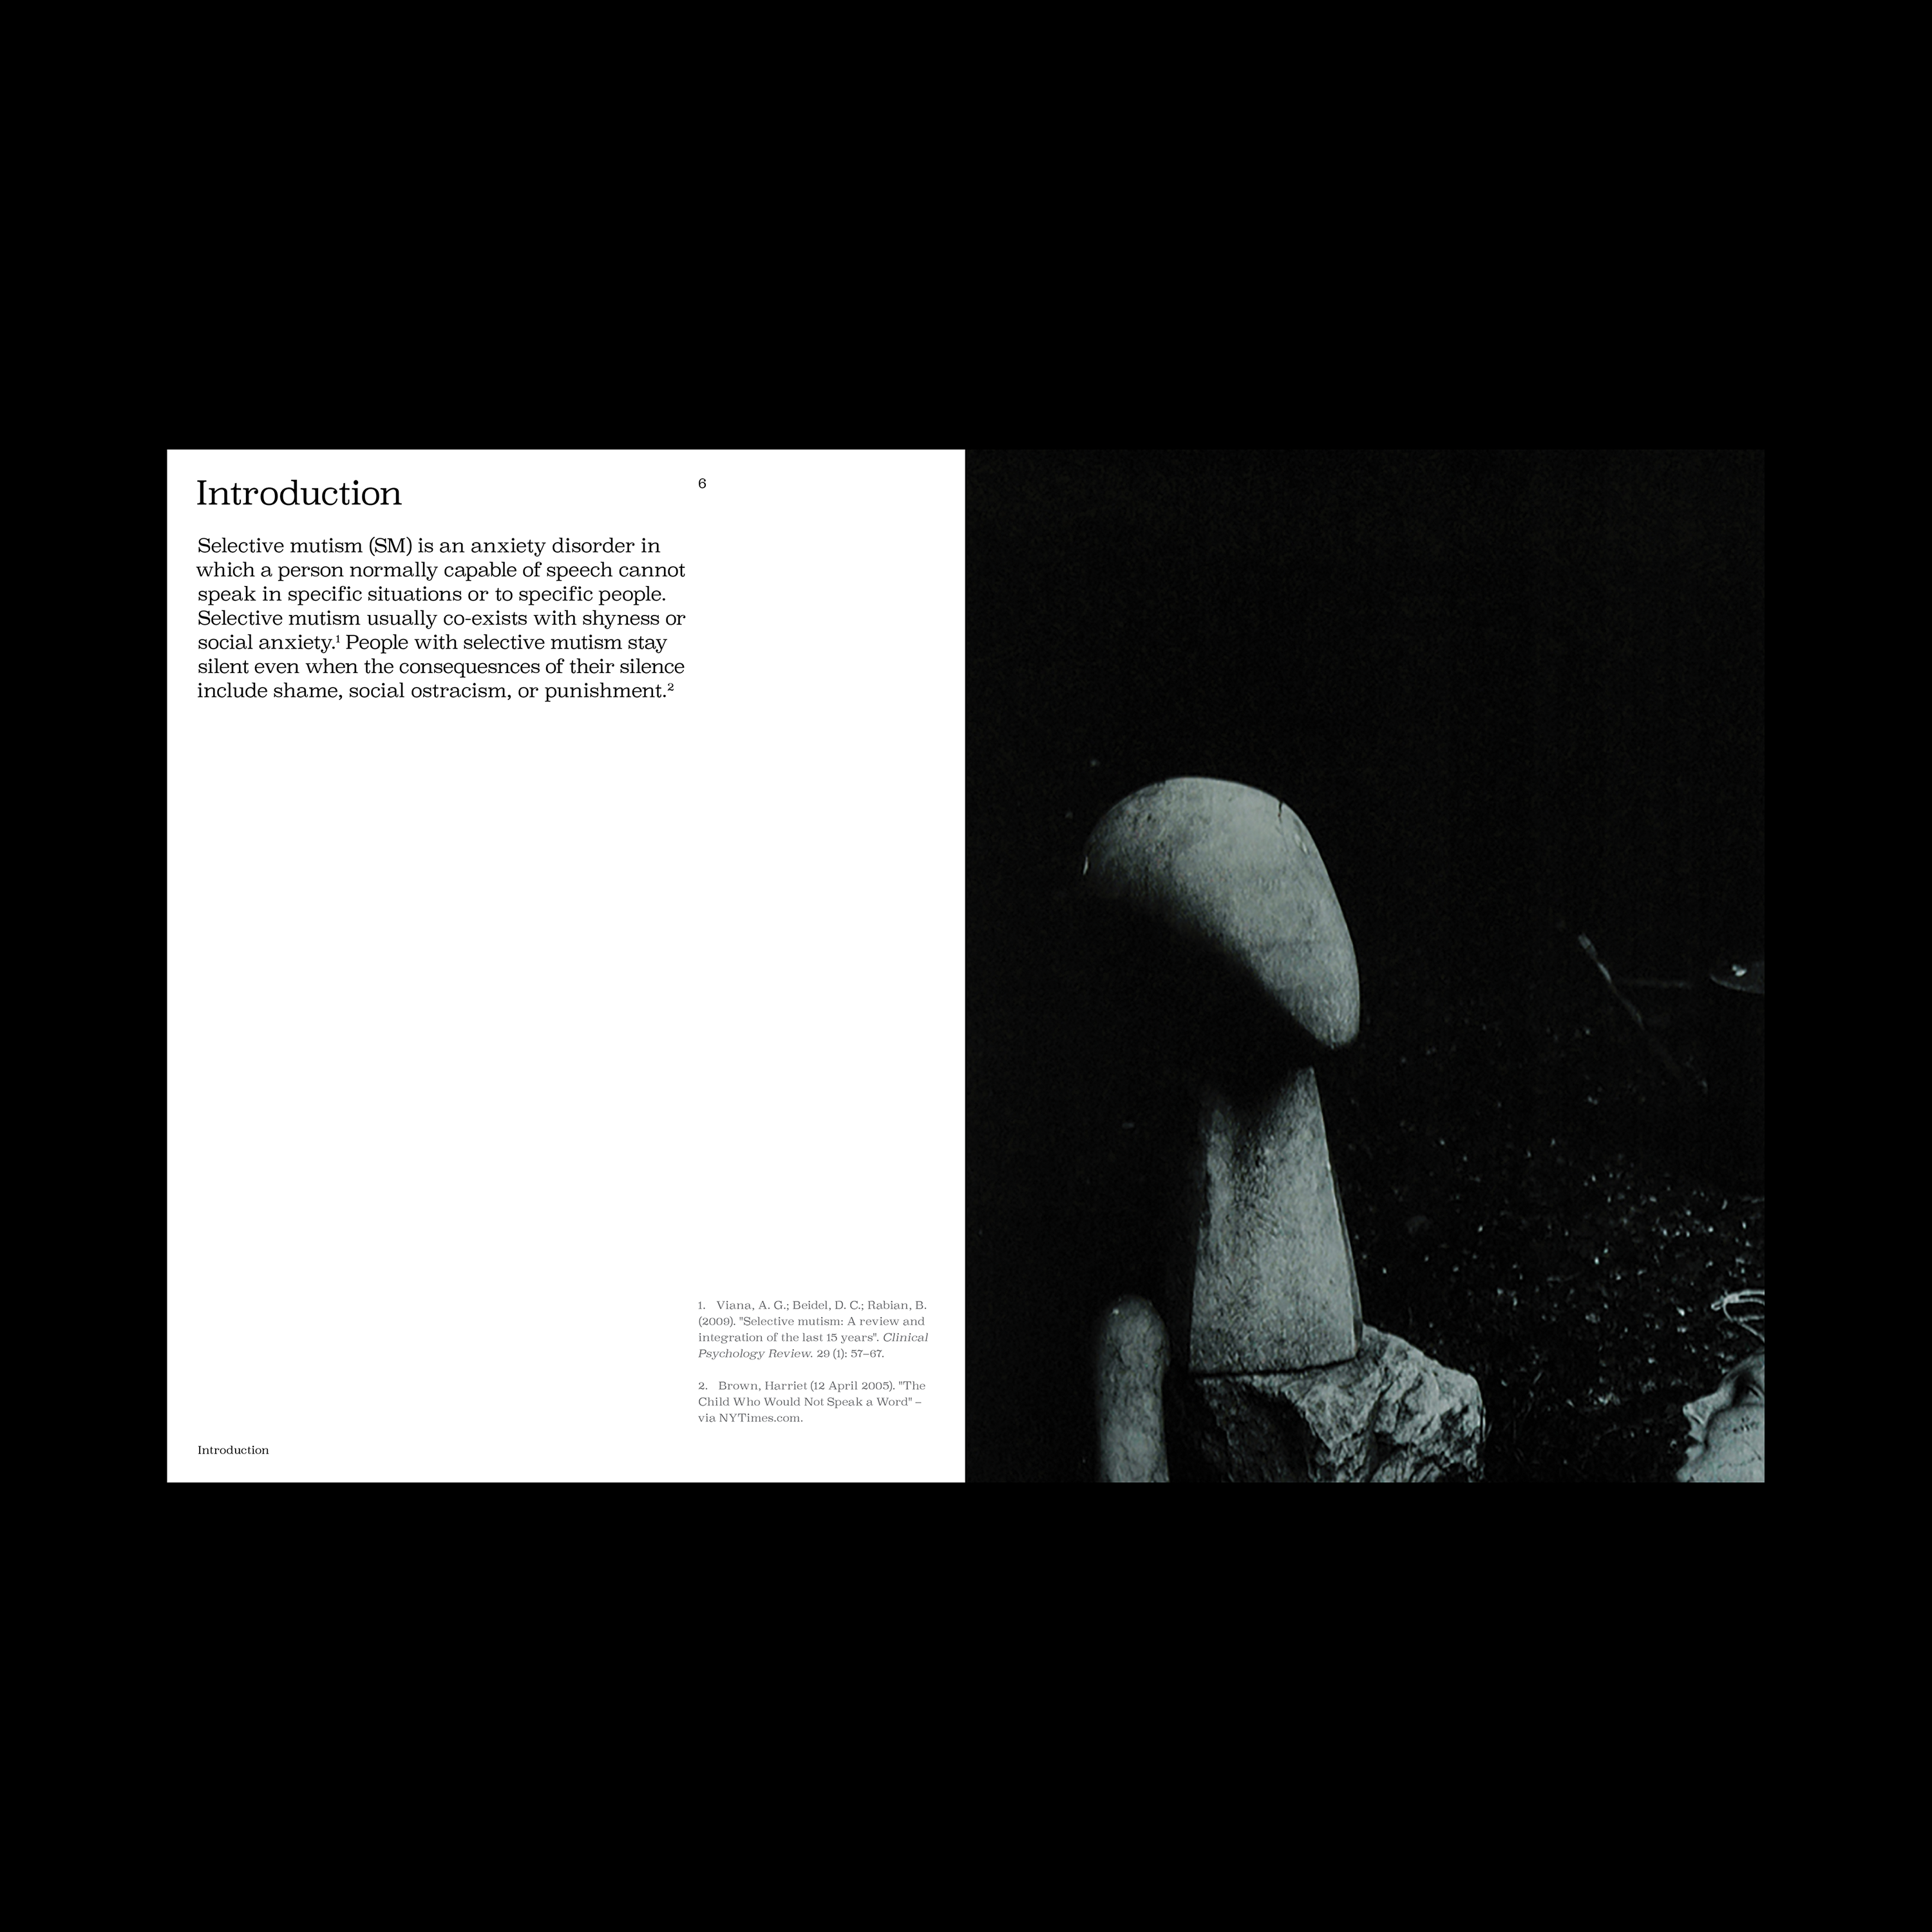 Introduction
6
Selective mutism (SM) is an anxiety disorder in
which a person normally capable of speech cannot
speak in specific situations or to specific people.
Selective mutism usually co-exists with shyness or
social anxiety.¹ People with selective mutism stay
silent even when the consequesnces of their silence
include shame, social ostracism, or punishment.²
1. Viana, A. G.; Beidel, D. C.; Rabian, B.
(2009). "Selective mutism: A review and
integration of the last 15 years". Clinical
Psychology Review. 29 (1): 57–67.
2. Brown, Harriet (12 April 2005). "The
Child Who Would Not Speak a Word" –
via NYTimes.com.
Introduction